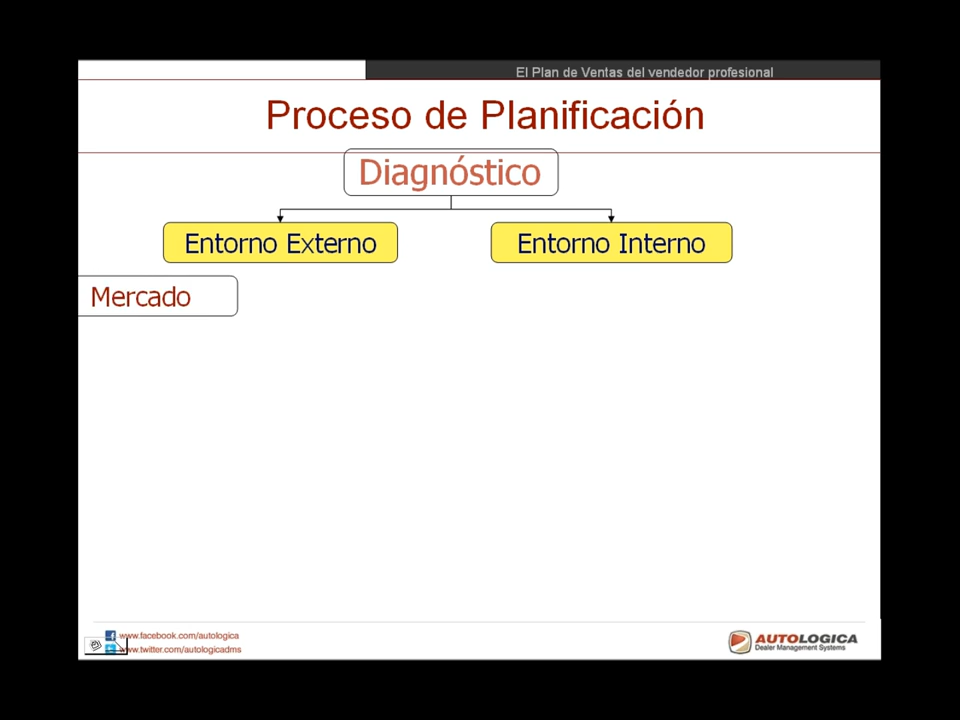 El Plan de Ventas del vendedor profesional
Proceso de Planificación
Diagnóstico
Entorno Externo
Entorno Interno
Mercado
www.facebook.com/autologica
www.twitter.com/autologicadms
AUTOLOGICA
Dealer Management Systems